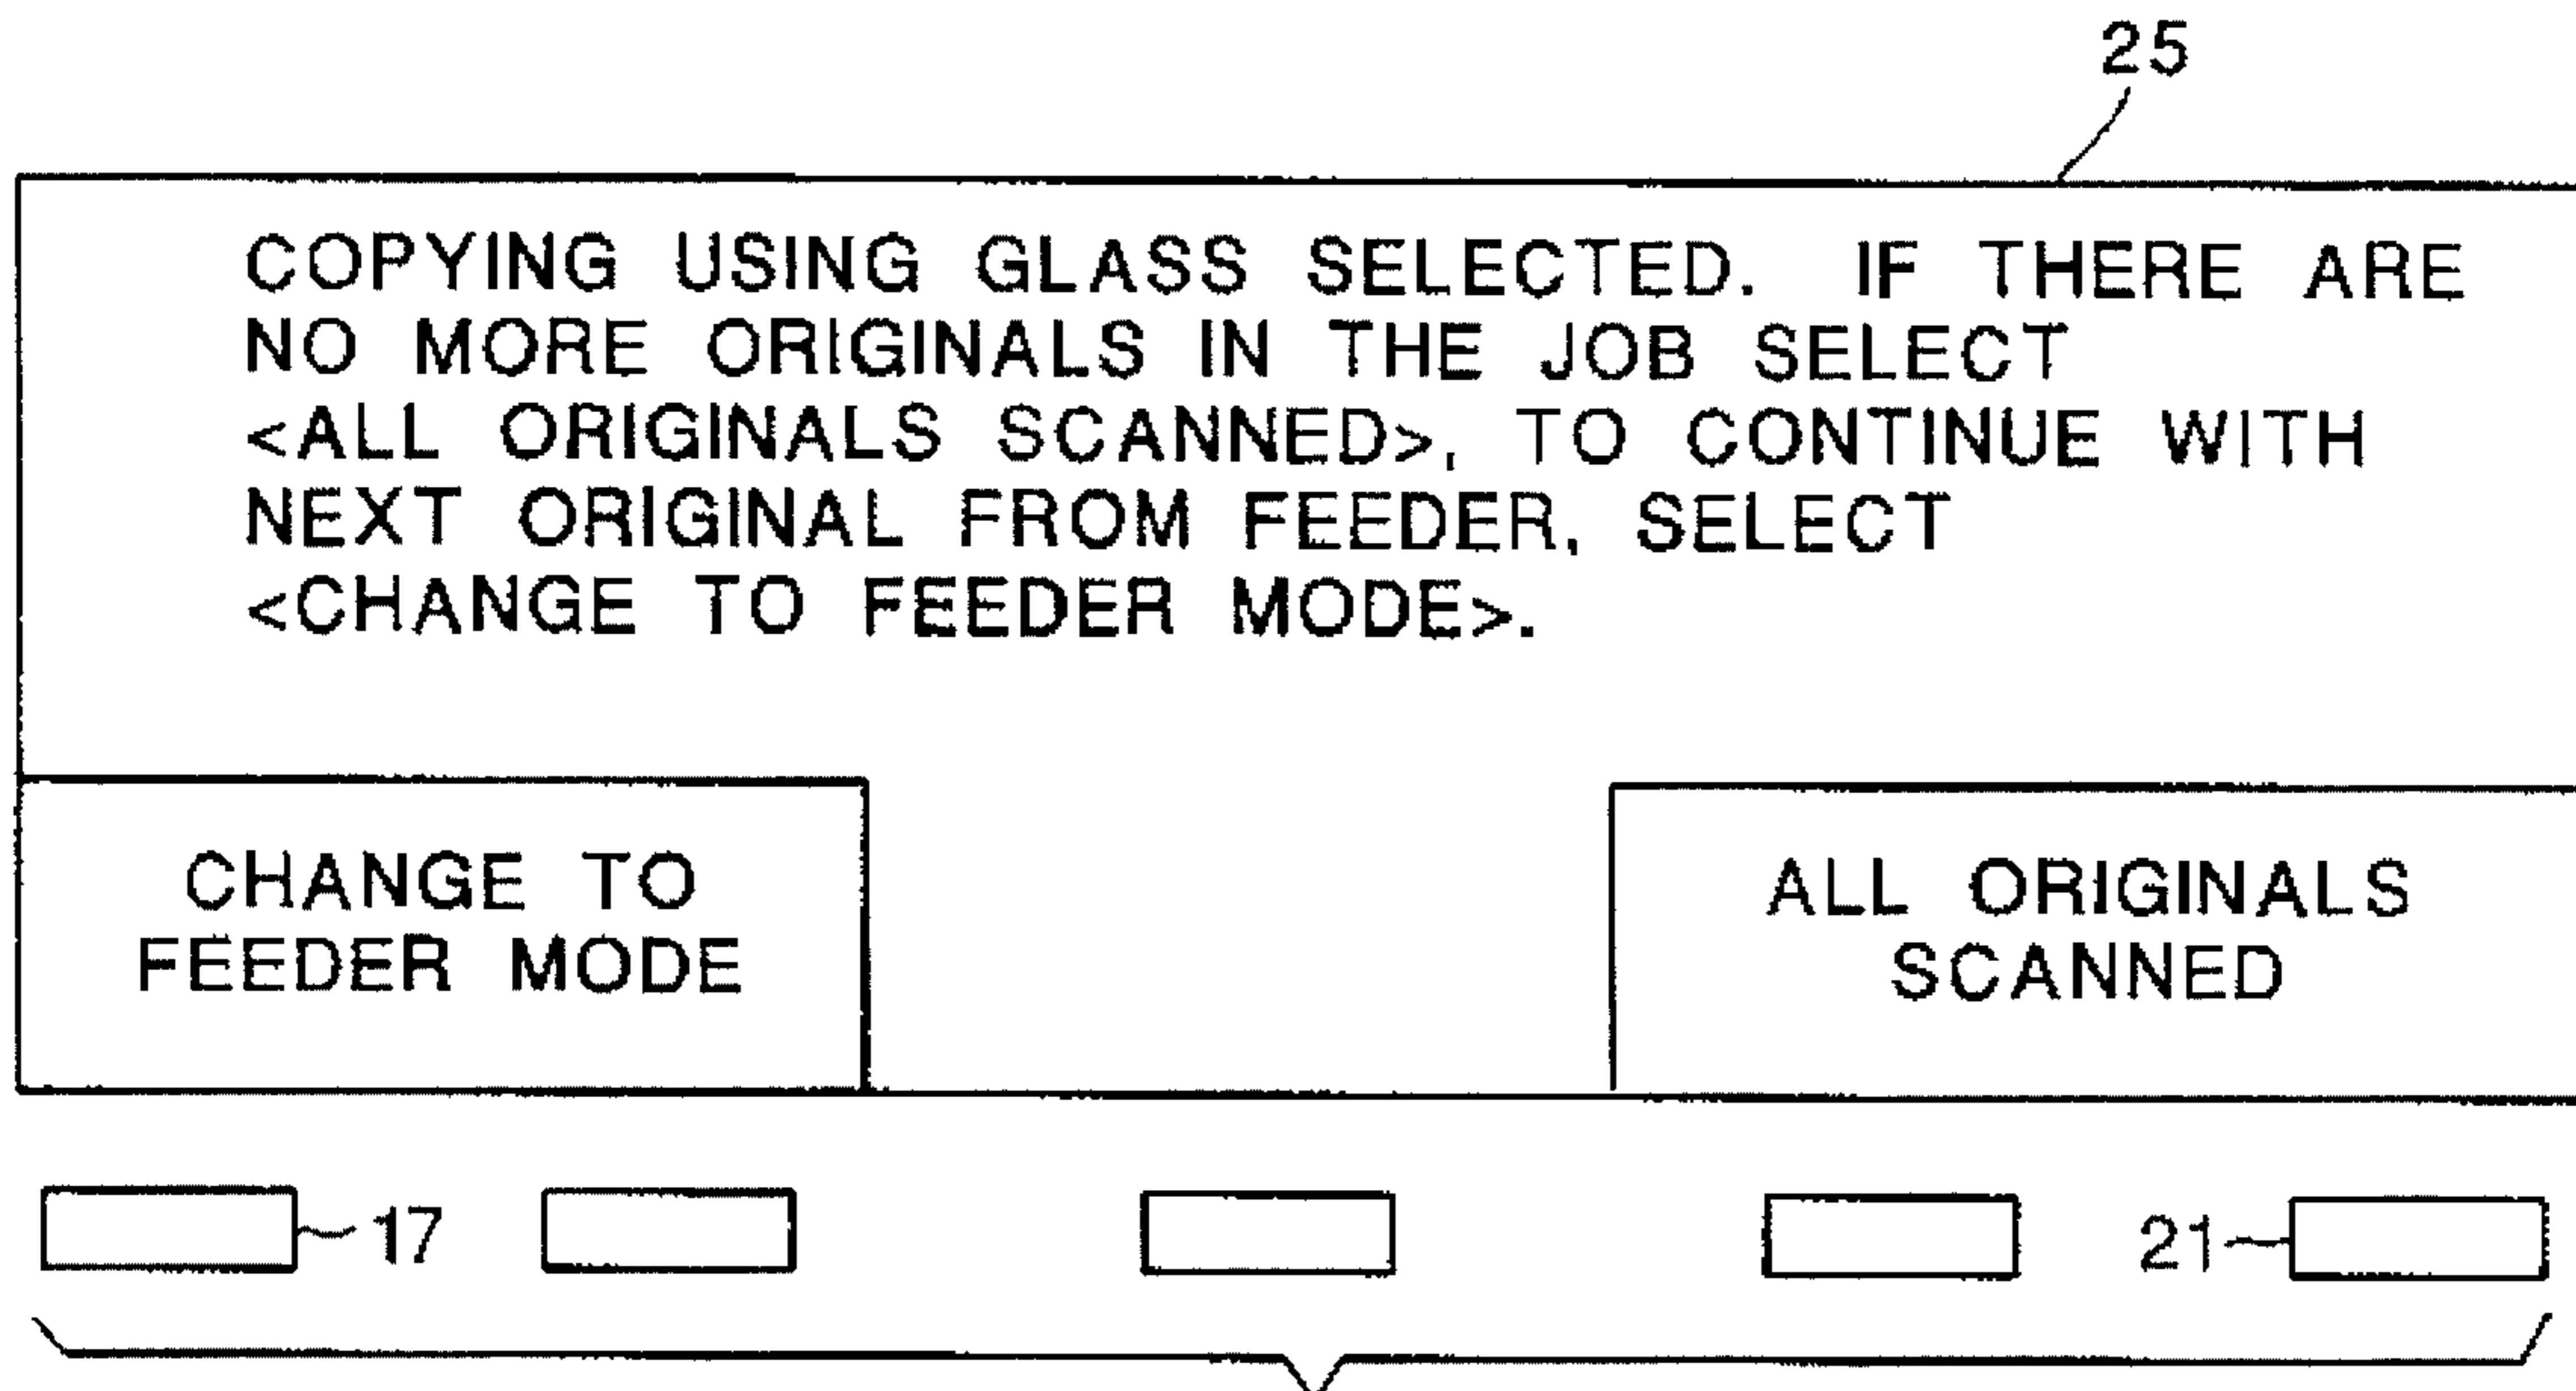 25
COPYING USING GLASS SELECTED. IF THERE ARE
NO MORE ORIGINALS IN THE JOB SELECT
<ALL ORIGINALS SCANNED>, TO CONTINUE WITH
NEXT ORIGINAL FROM FEEDER, SELECT
<CHANGE TO FEEDER MODE>.
CHANGE TO
FEEDER MODE
ALL ORIGINALS
SCANNED
17
21